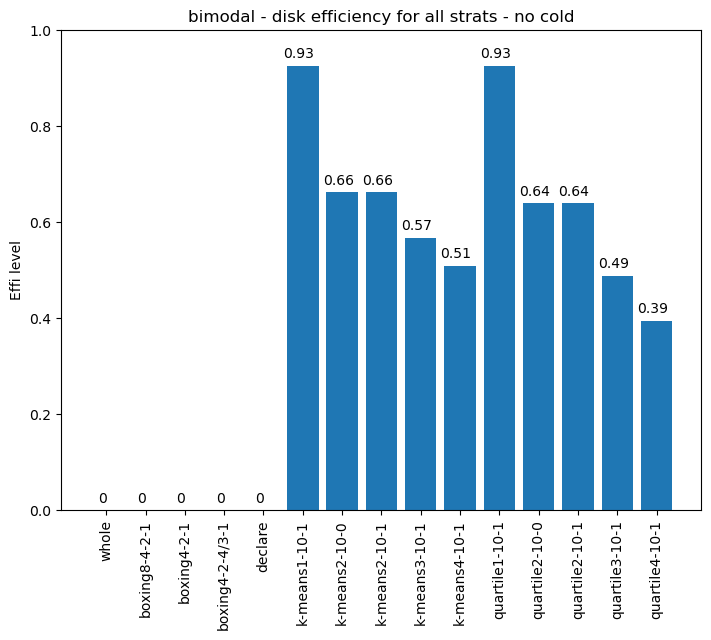 bimodal - disk efficiency for all strats - no cold
Effi level
1.0
0.8
0.6
0.4
0.2
0.0
0
0
0
0
0
0.93
0.66
0.66
0.57
0.51
0.93
0.64
0.64
0.49
0.39
whole
boxing8-4-2-1
boxing4-2-1
boxing4-2-4/3-1
declare
k-means1-10-1
k-means2-10-0
k-means2-10-1
k-means3-10-1
k-means4-10-1
quartile1-10-1
quartile2-10-0
quartile2-10-1
quartile3-10-1
quartile4-10-1